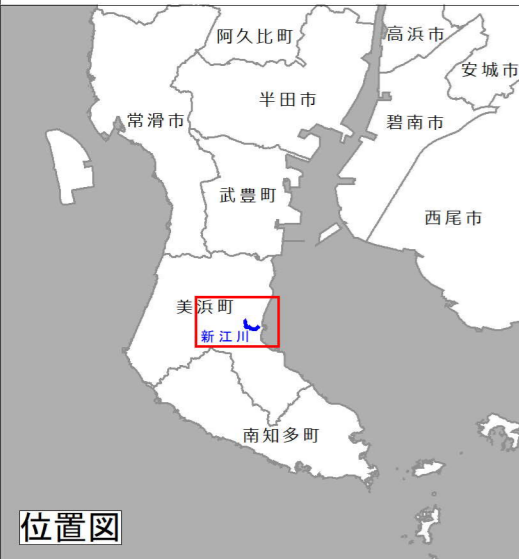 阿久比町
高浜市
安城市
半田市
常滑市
碧南市
武豊町
西尾市
美浜町
新江川
南知多町
位置図